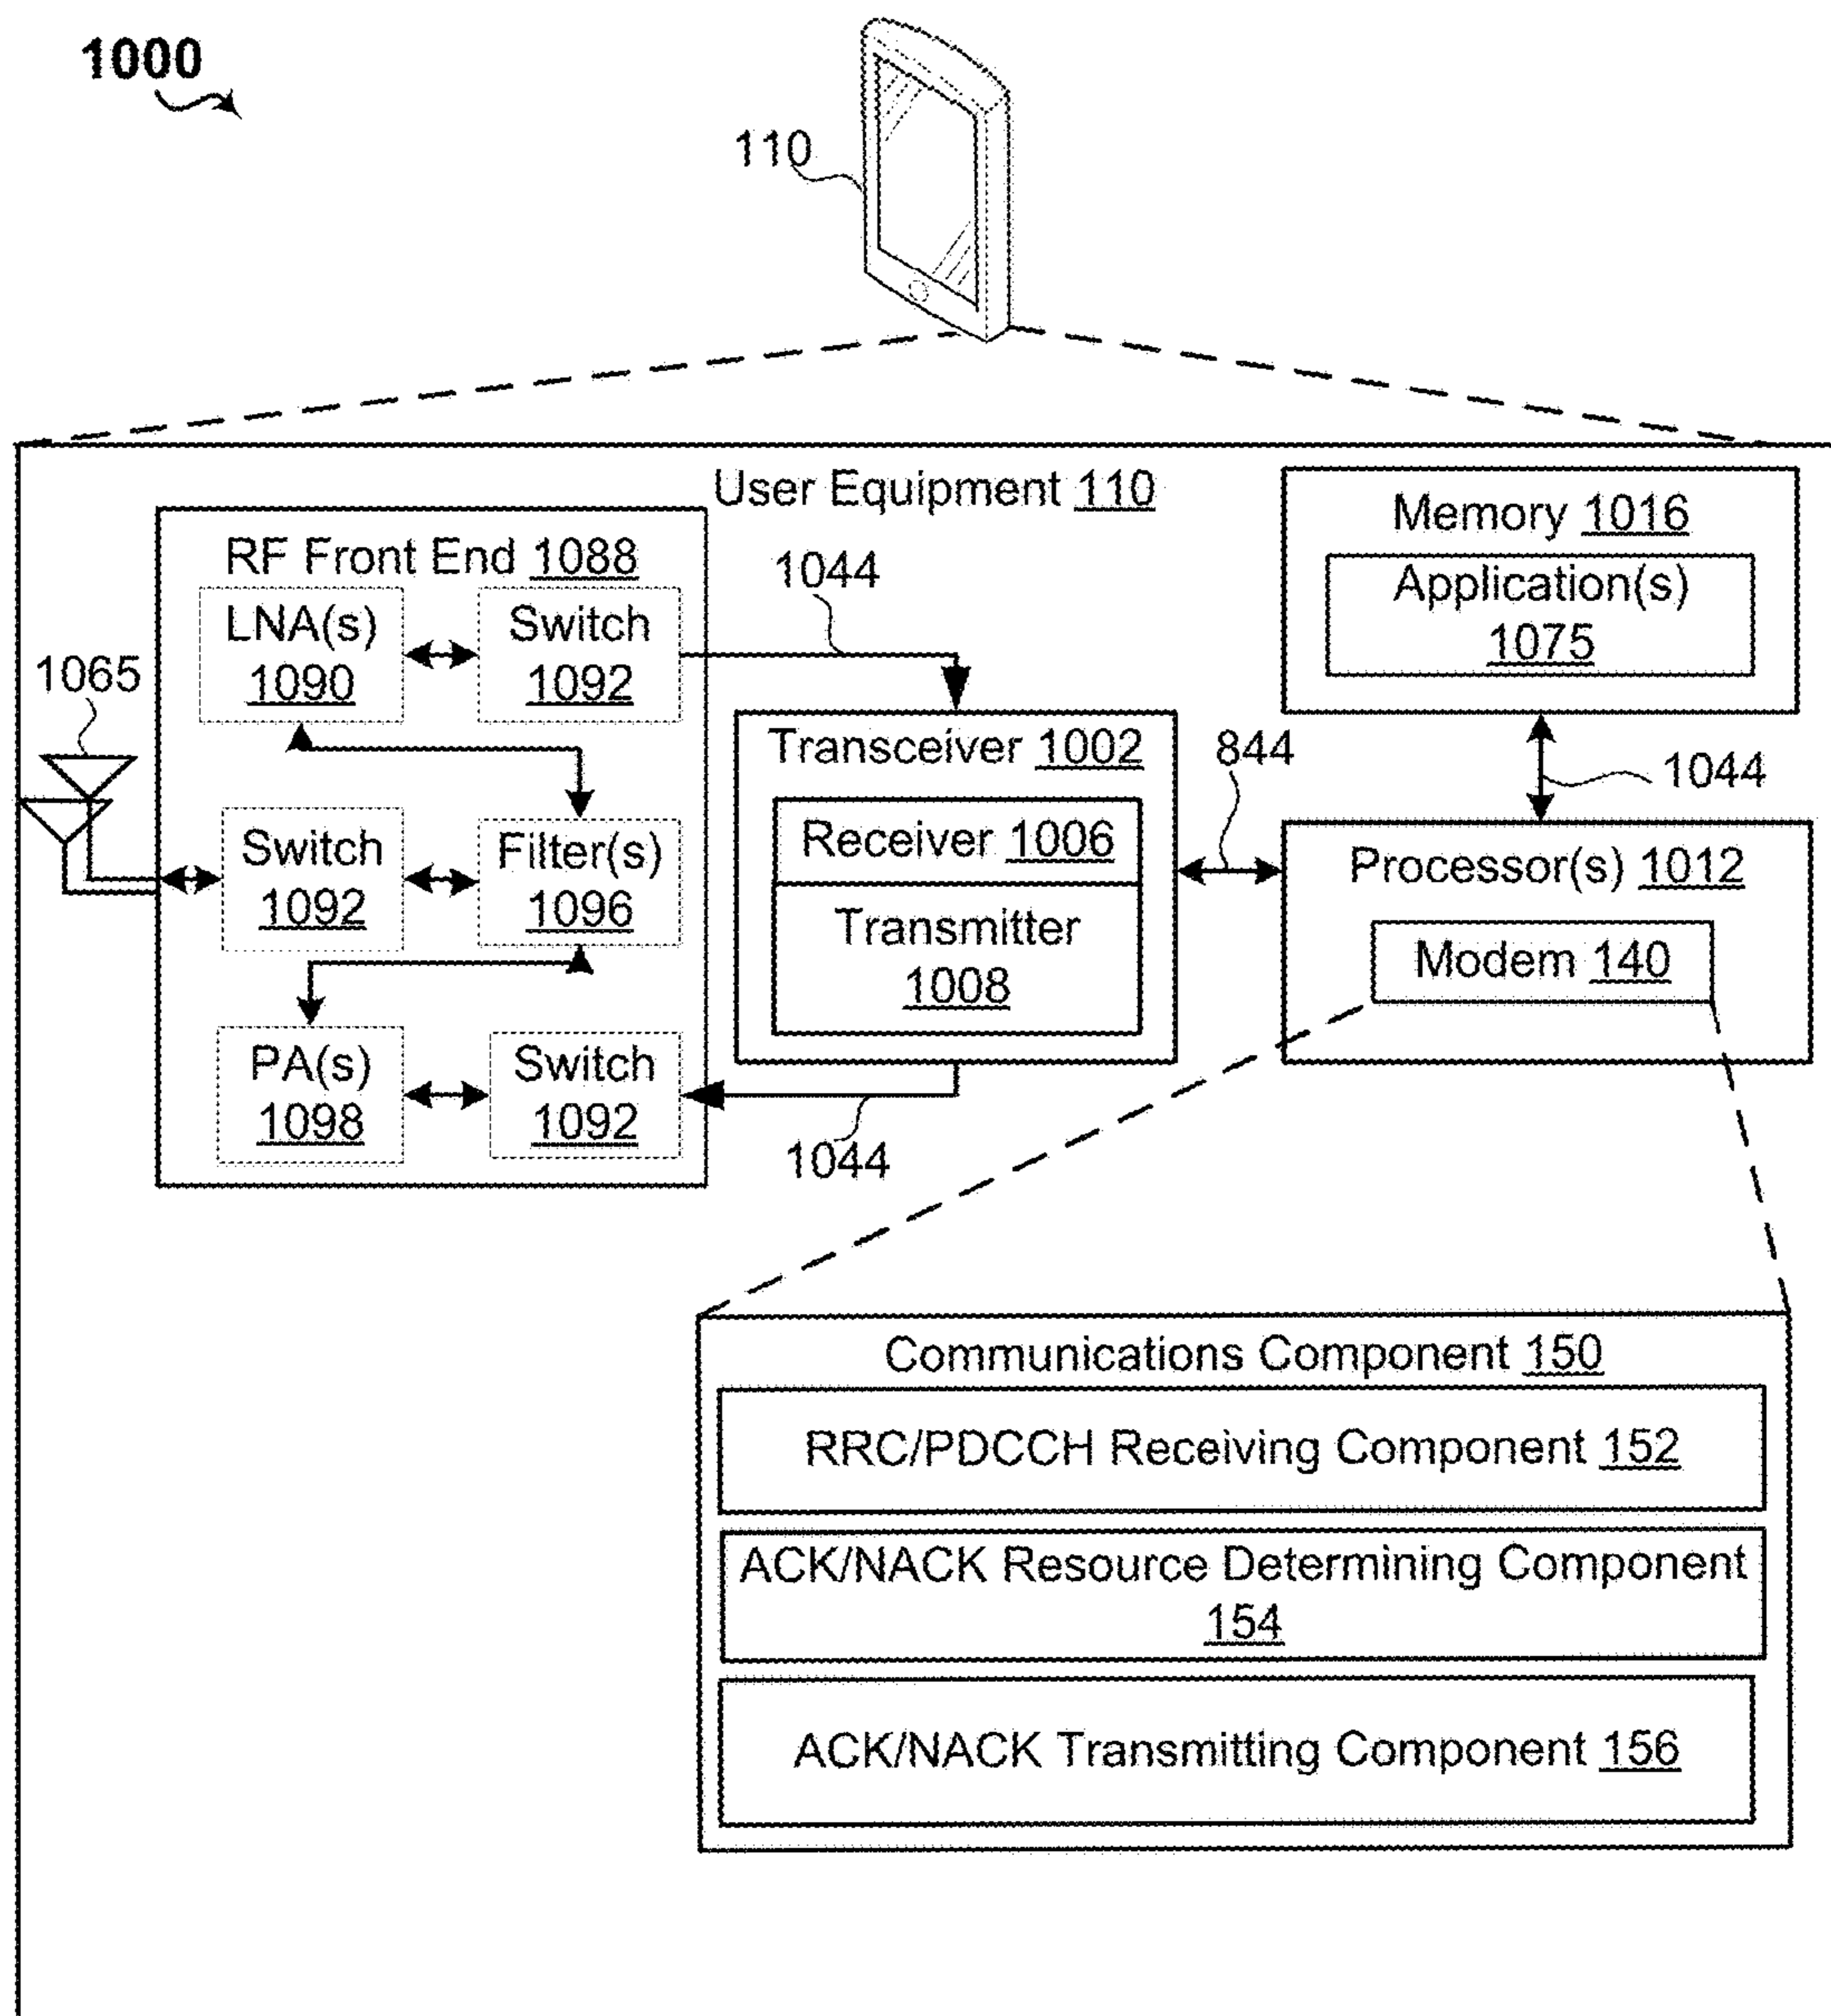 1000
110
User Equipment 110
RF Front End 1088
LNA(s)
1090
Switch
1092
1044
1065
Switch
1092
Filter(s)
1096
PA(s)
1098
Switch
1092
1044
Transceiver 1002
Receiver 1006
Transmitter
1008
844
Memory 1016
Application(s)
1075
1044
Processor(s) 1012
Modem 140
Communications Component 150
RRC/PDCCH Receiving Component 152
ACK/NACK Resource Determining Component
154
ACK/NACK Transmitting Component 156